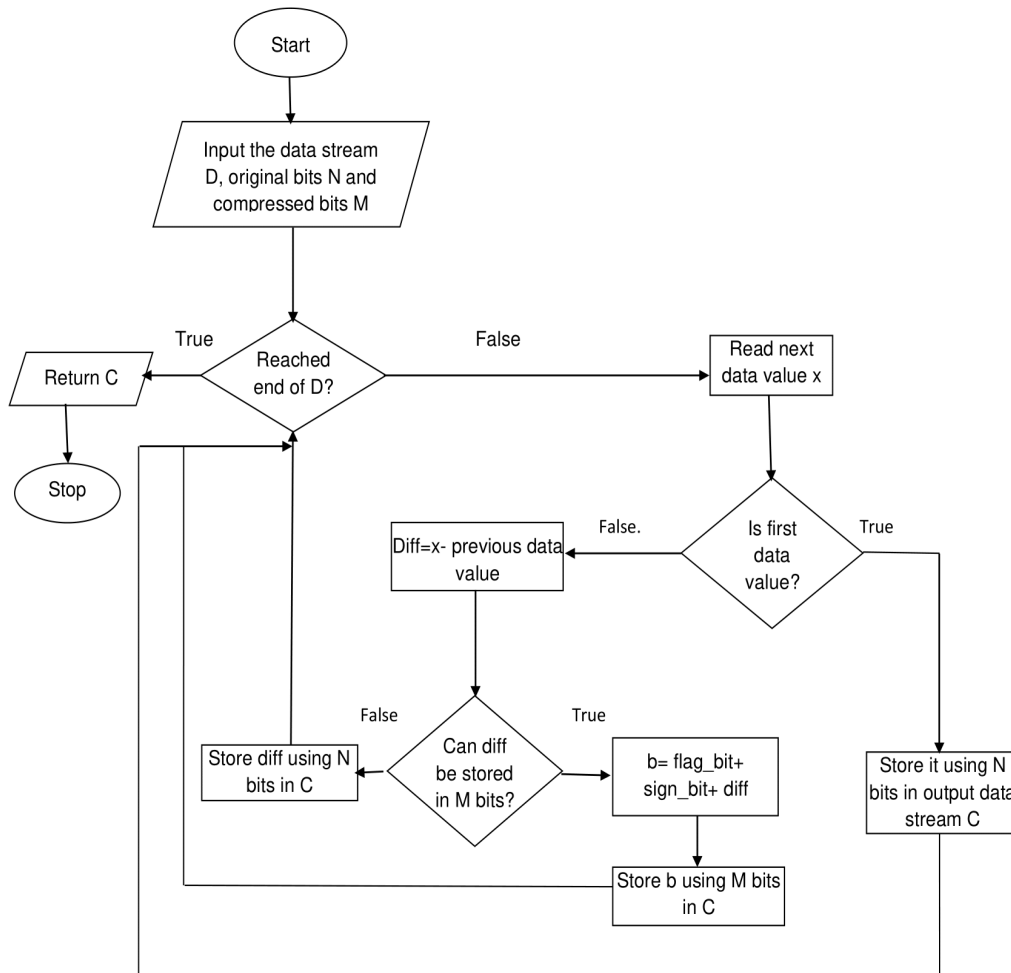 Start
Input the data stream
D, original bits N and
compressed bits M
True
False
Reached
end of D?
Return C
Read next
data value x
Stop
Is first
data
value?
False.
True
Diff=x- previous data
value
False
True
Can diff
be stored
in M bits?
Store diff using N
bits in C
b= flag_bit+
sign_bit+ diff
Store it using N
bits in output data
stream C
Store b using M bits
in C